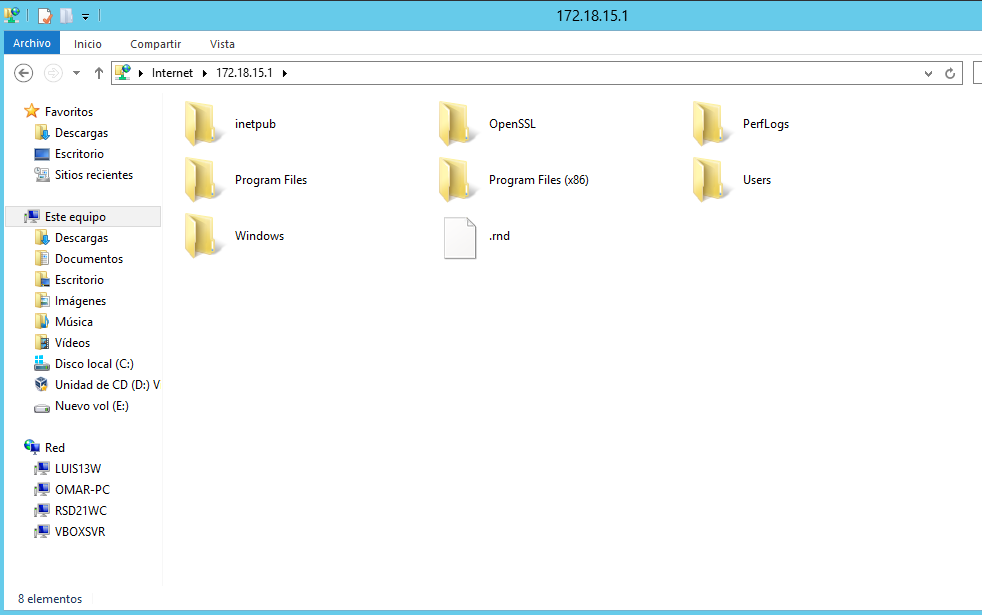 172.18.15.1
Archivo Inicio Compartir Vista
Internet 172.18.15.1
Favoritos
Descargas
Escritorio
Sitios recientes
Este equipo
Descargas
Documentos
Escritorio
Imágenes
Música
Vídeos
Disco local (C:)
Unidad de CD (D:) V
Nuevo vol (E:)
Red
LUIS13W
OMAR-PC
RSD21WC
VBOXSVR
inetpub OpenSSL PerfLogs
Program Files Program Files (x86) Users
Windows .rnd
8 elementos